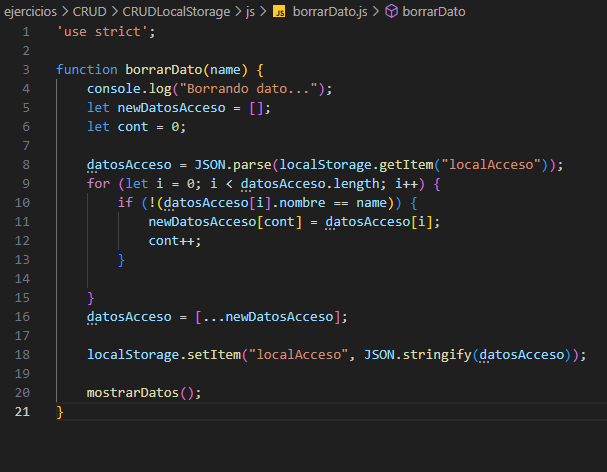 ejercicios > CRUD > CRUDLocalStorage > js > JS borrarDato.js > borrarDato
1 'use strict';
2
3 function borrarDato(name) {
4 console.log("Borrando dato...");
5 let newDatosAcceso = [];
6 let cont = 0;
7
8 datosAcceso = JSON.parse(localStorage.getItem("localAcceso"));
9 for (let i = 0; i < datosAcceso.length; i++) {
10 if (!(datosAcceso[i].nombre == name)) {
11 newDatosAcceso[cont] = datosAcceso[i];
12 cont++;
13 }
14
15 }
16 datosAcceso = [...newDatosAcceso];
17
18 localStorage.setItem("localAcceso", JSON.stringify(datosAcceso));
19
20 mostrarDatos();
21 }